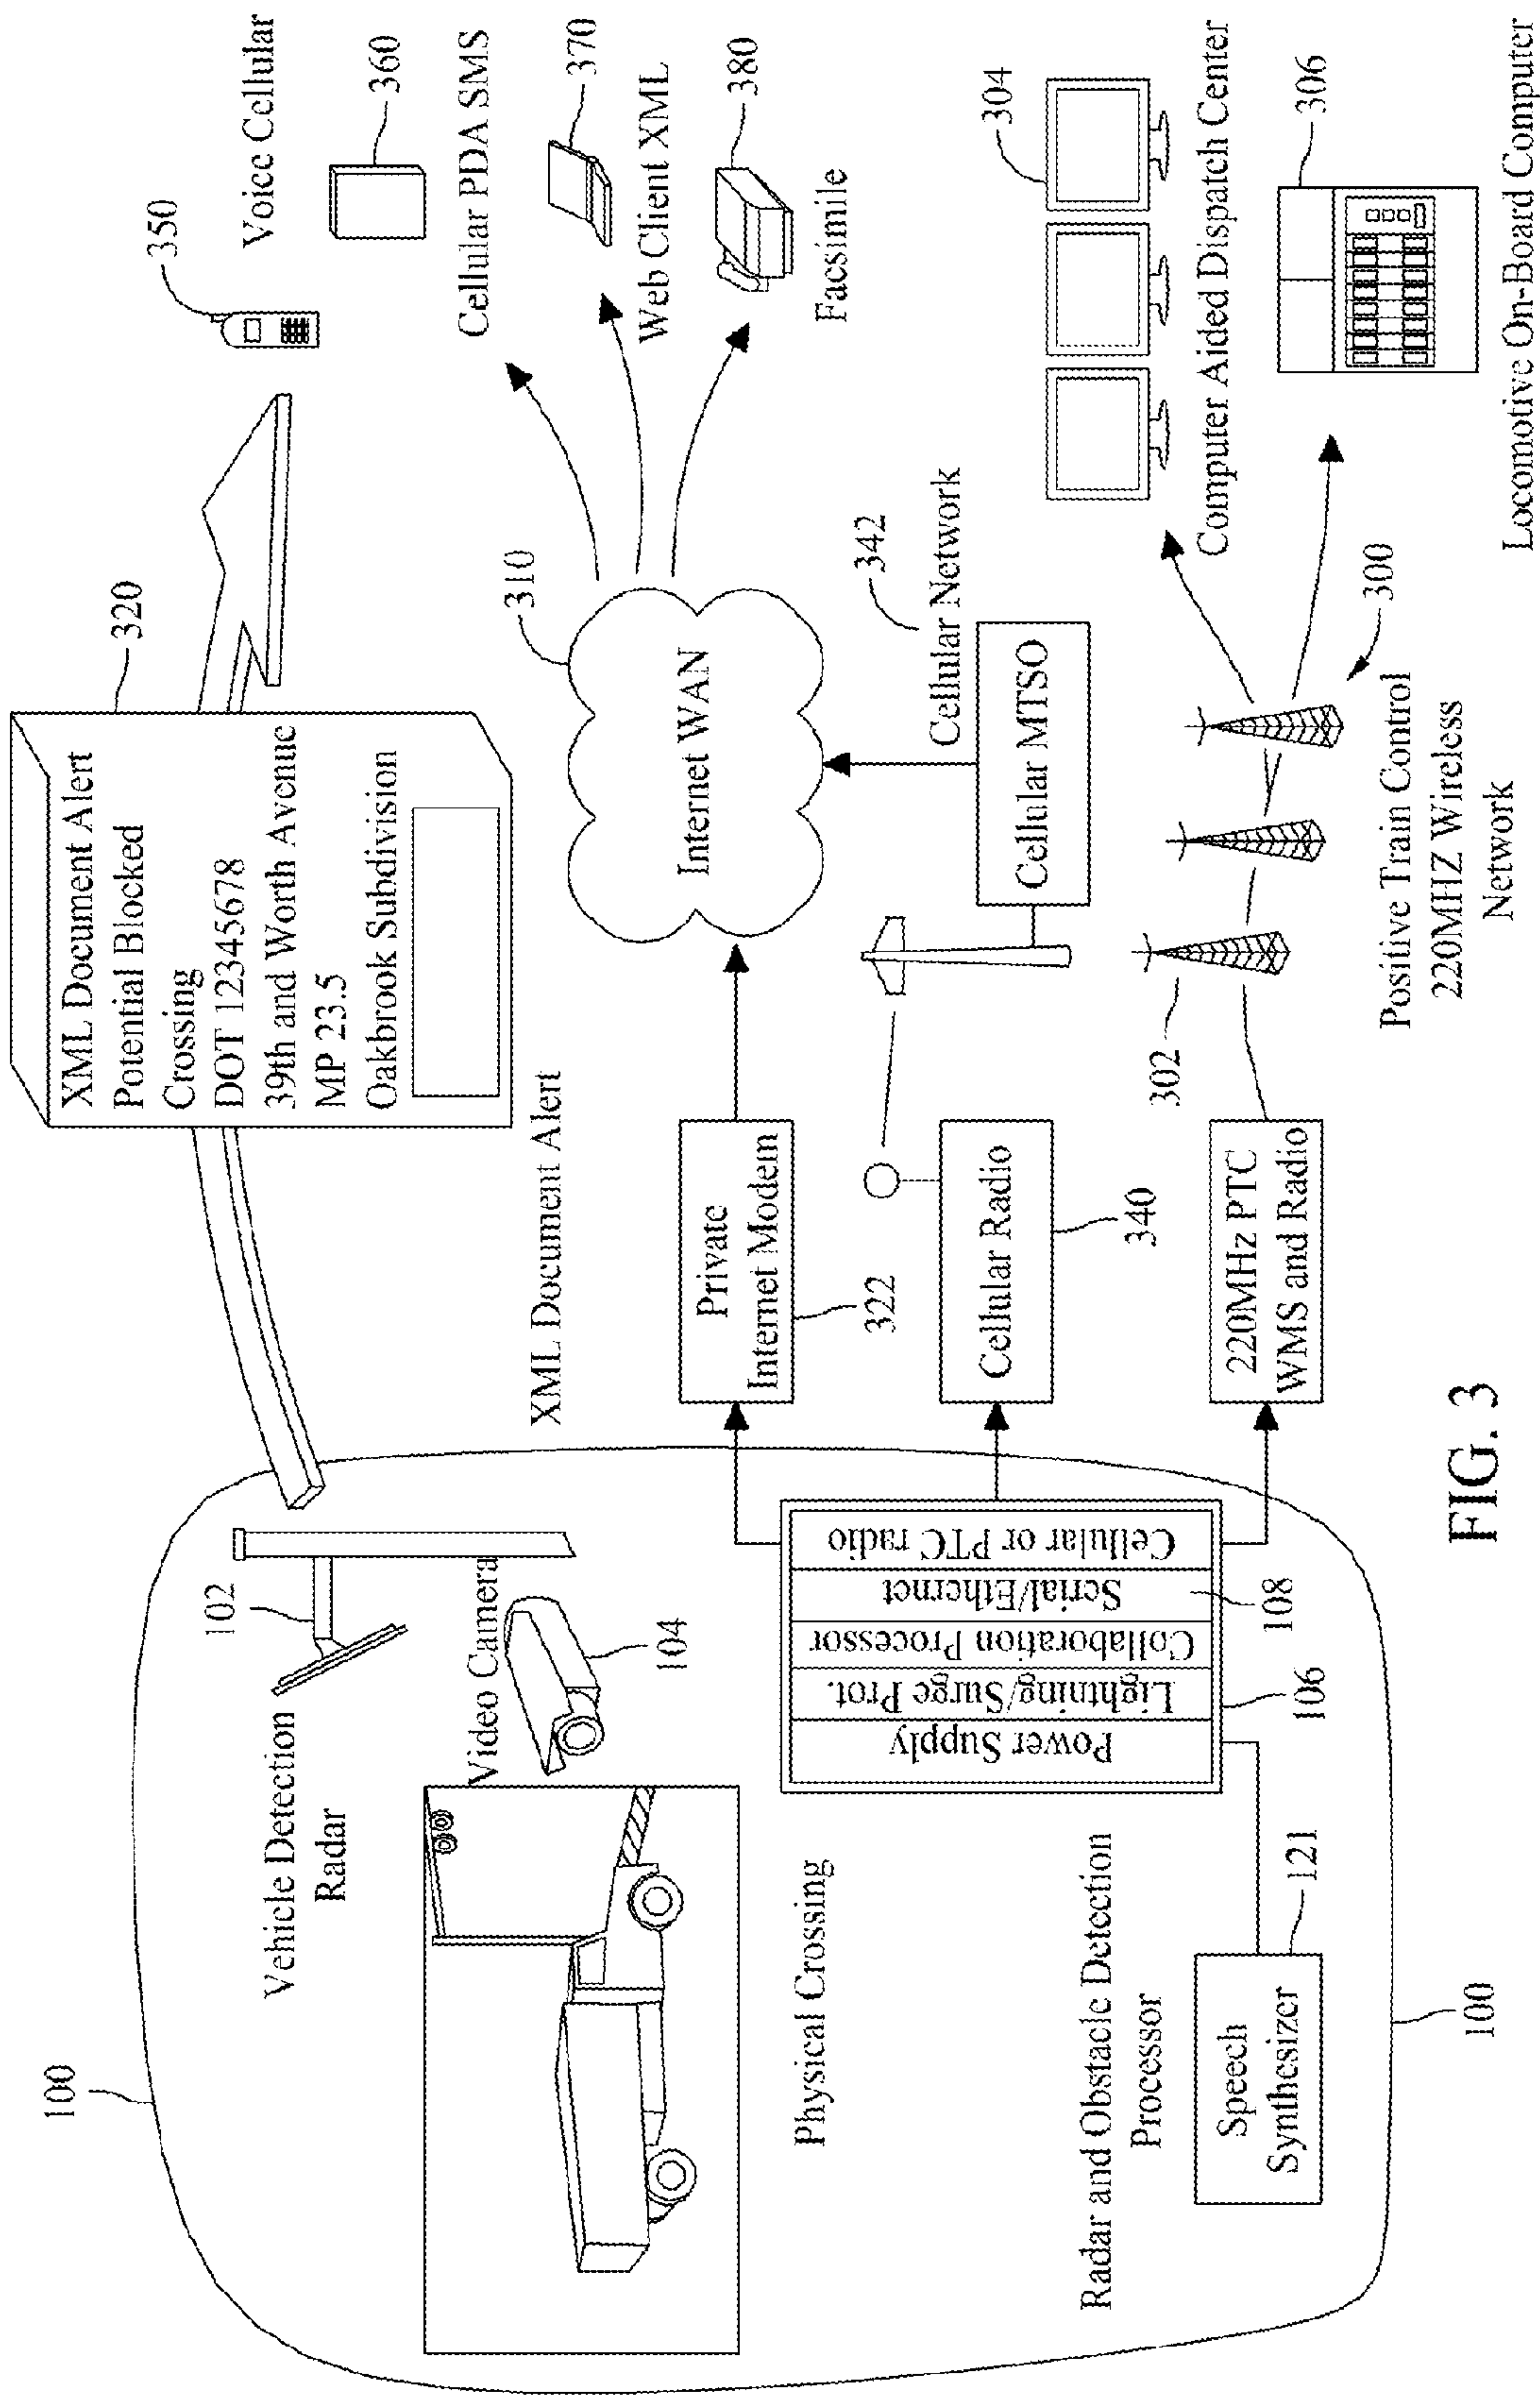 100
Vehicle Detection
Radar
102
Video Camera
104
Physical Crossing
Radar and Obstacle Detection
Processor
Speech
Synthesizer
121
Power Supply
Lightning/Surge Prot.
Collaboration Processor
Serial/Ethernet
Cellular or PTC radio
106
108
100
XML Document Alert
Potential Blocked
Crossing
DOT 12345678
39th and Worth Avenue
MP 23.5
Oakbrook Subdivision
320
XML Document Alert
Private
Internet Modem
322
Cellular Radio
340
220MHz PTC
WMS and Radio
302
Internet WAN
310
Cellular Network
342
Cellular MTSO
Positive Train Control
220MHZ Wireless
Network
300
350
Voice Cellular
360
Cellular PDA SMS
370
Web Client XML
380
Facsimile
304
Computer Aided Dispatch Center
306
Locomotive On-Board Computer
FIG. 3